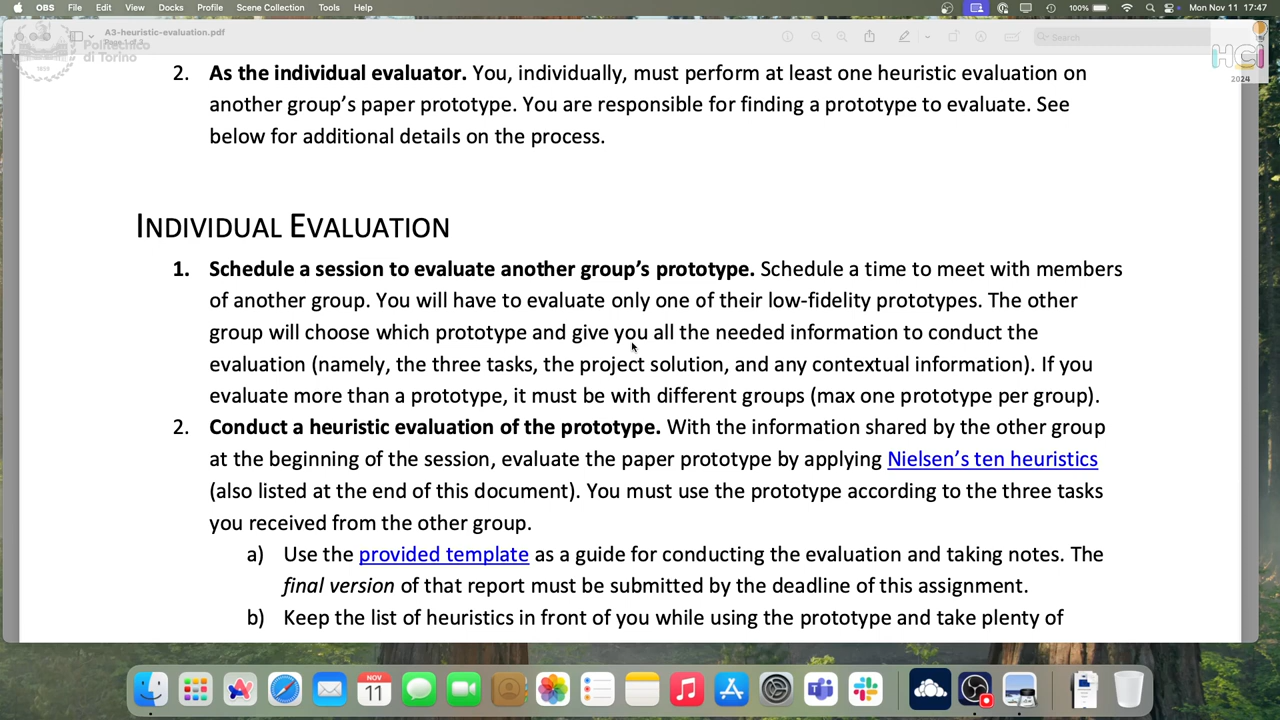 OBS File Edit View Docks Profile Scene Collection Tools Help 100% Mon Nov 11 17:47
A3-heuristic-evaluation.pdf
Search
Politecnico
di Torino
1859
HCI
2024
2. As the individual evaluator. You, individually, must perform at least one heuristic evaluation on
another group’s paper prototype. You are responsible for finding a prototype to evaluate. See
below for additional details on the process.
INDIVIDUAL EVALUATION
1. Schedule a session to evaluate another group’s prototype. Schedule a time to meet with members
of another group. You will have to evaluate only one of their low-fidelity prototypes. The other
group will choose which prototype and give you all the needed information to conduct the
evaluation (namely, the three tasks, the project solution, and any contextual information). If you
evaluate more than a prototype, it must be with different groups (max one prototype per group).
2. Conduct a heuristic evaluation of the prototype. With the information shared by the other group
at the beginning of the session, evaluate the paper prototype by applying Nielsen’s ten heuristics
(also listed at the end of this document). You must use the prototype according to the three tasks
you received from the other group.
a) Use the provided template as a guide for conducting the evaluation and taking notes. The
final version of that report must be submitted by the deadline of this assignment.
b) Keep the list of heuristics in front of you while using the prototype and take plenty of
NOV
11